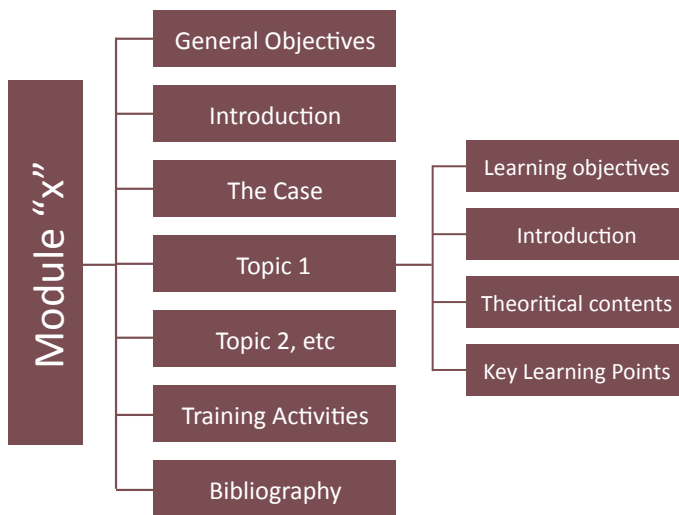 Module “x”
General Objectives
Introduction
The Case
Topic 1
Topic 2, etc
Training Activities
Bibliography
Learning objectives
Introduction
Theoritical contents
Key Learning Points